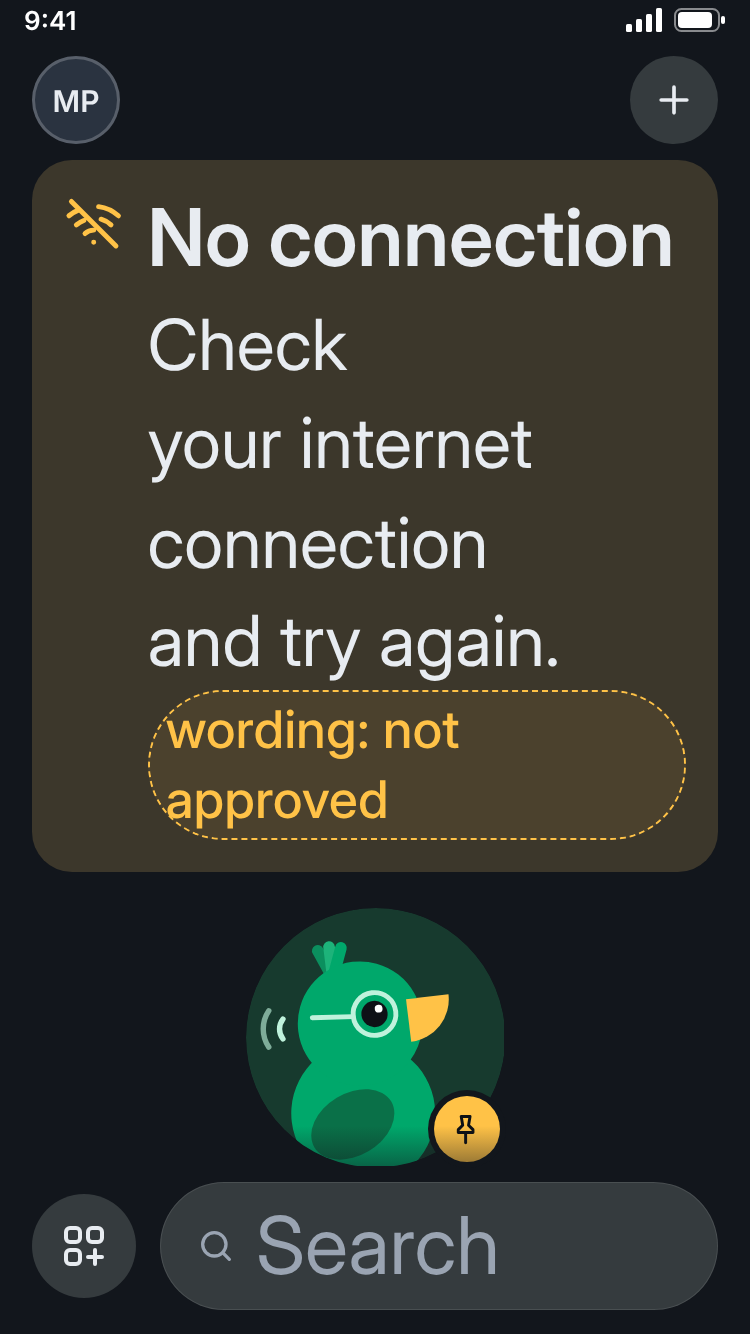 9:41
MP
No connection
Check
your internet
connection
and try again.
wording: not
approved
Search